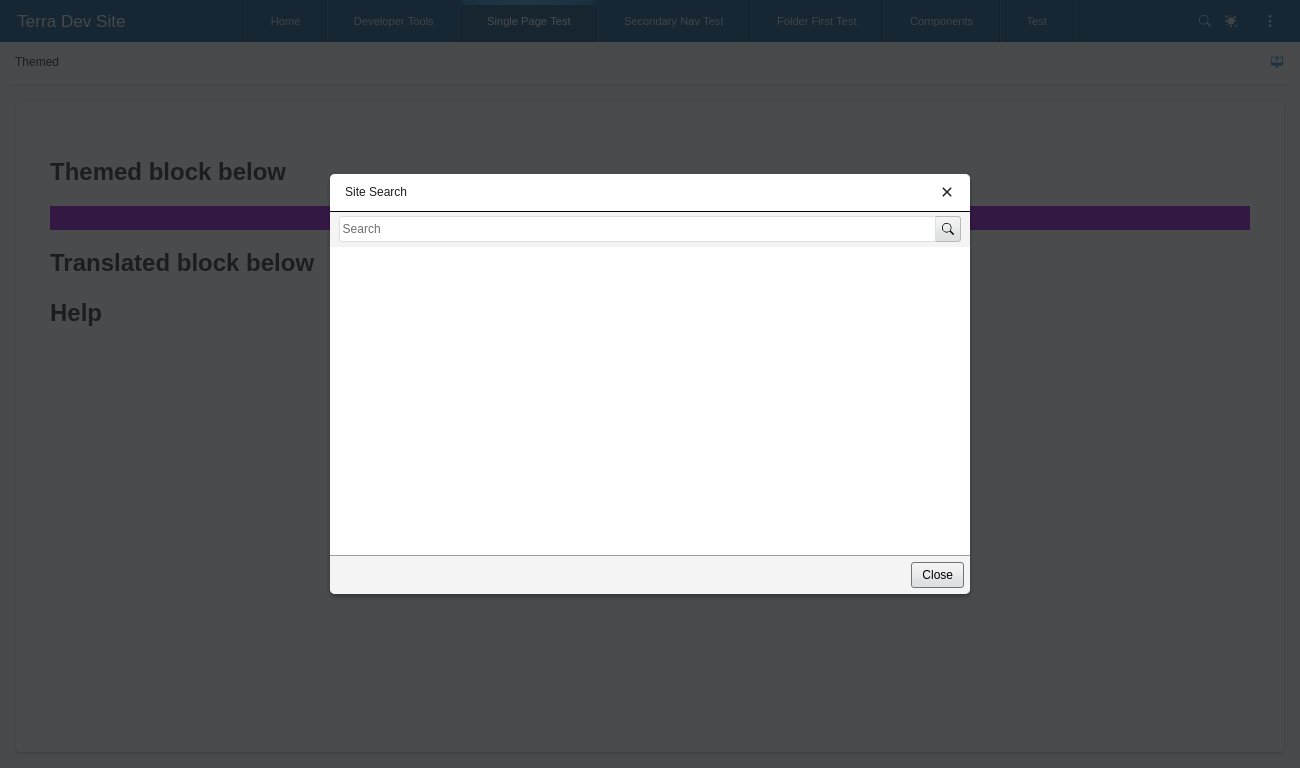 Terra Dev Site
Home
Developer Tools
Single Page Test
Secondary Nav Test
Folder First Test
Components
Test
Themed
Themed block below
Translated block below
Help
Site Search
Search
Close